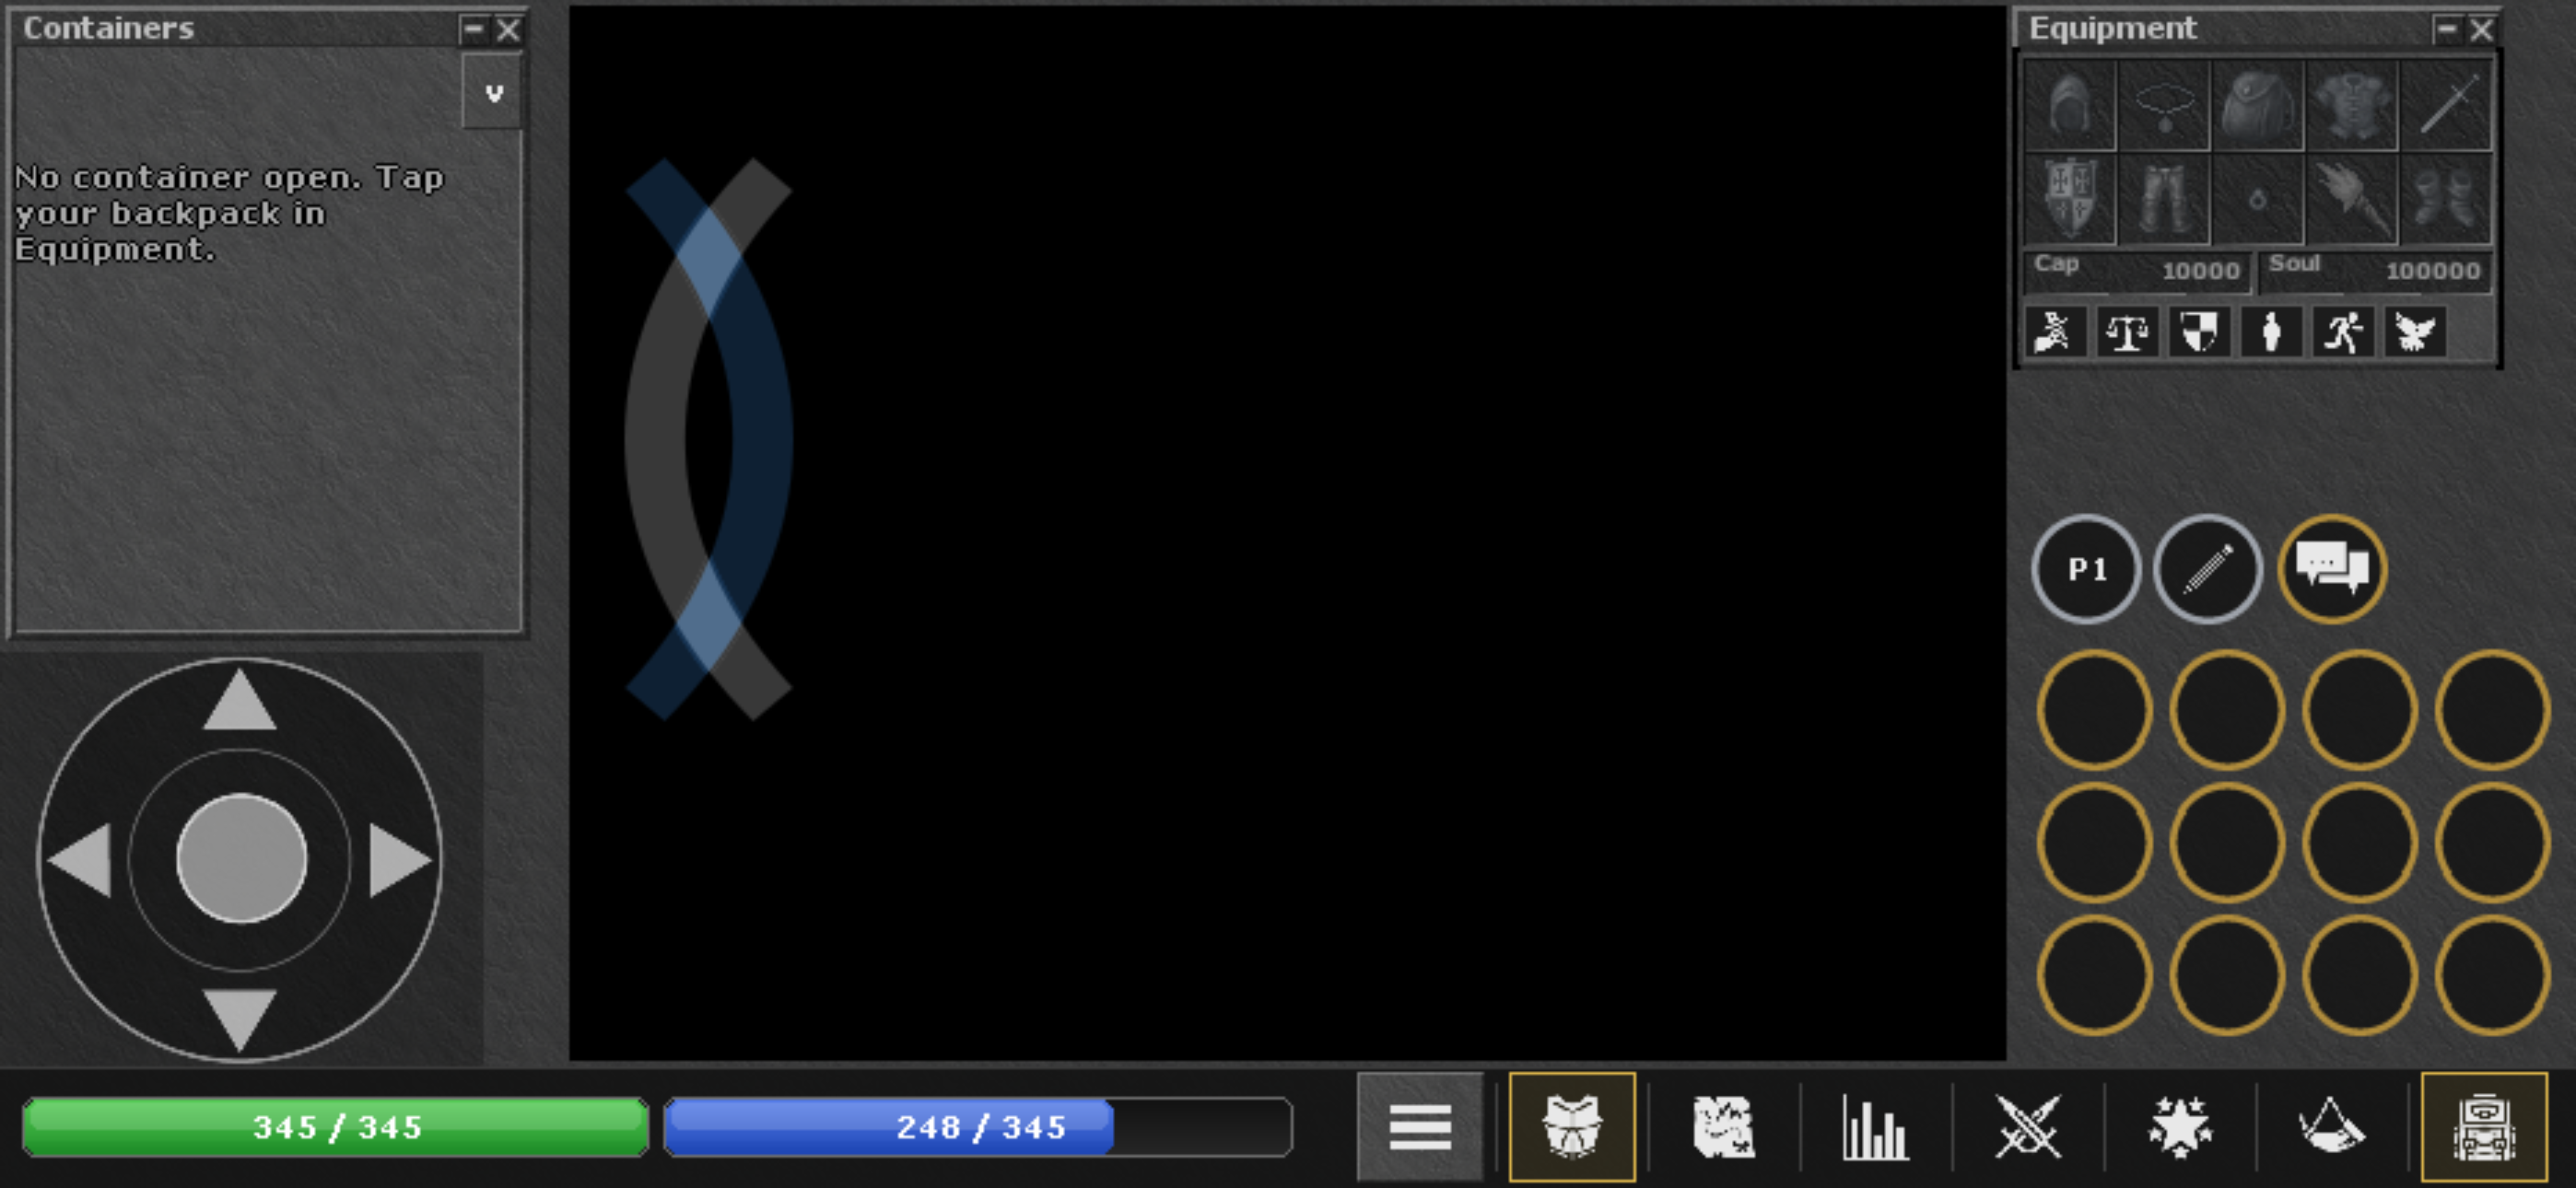 Containers
v
No container open. Tap
your backpack in
Equipment.
Equipment
Cap 10000 Soul 100000
P1
345 / 345 248 / 345